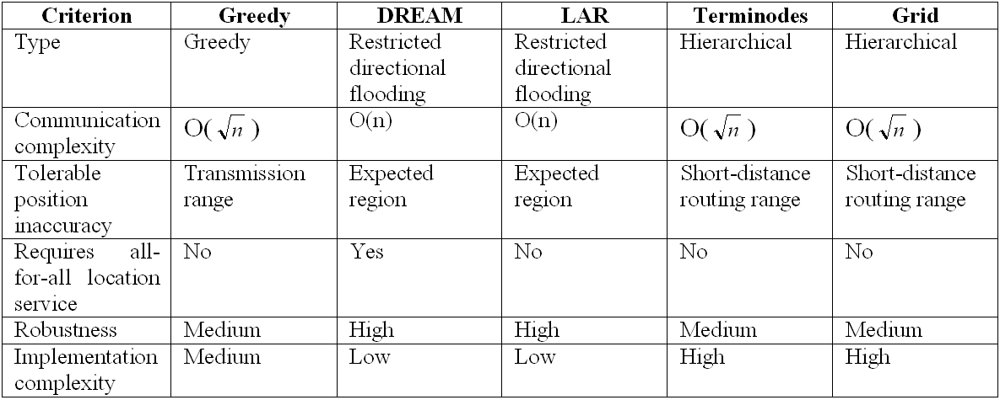 Criterion Greedy DREAM LAR Terminodes Grid
Type Greedy Restricted directional flooding Restricted directional flooding Hierarchical Hierarchical
Communication complexity O(√n) O(n) O(n) O(√n) O(√n)
Tolerable position inaccuracy Transmission range Expected region Expected region Short-distance routing range Short-distance routing range
Requires all-for-all location service No Yes No No No
Robustness Medium High High Medium Medium
Implementation complexity Medium Low Low High High